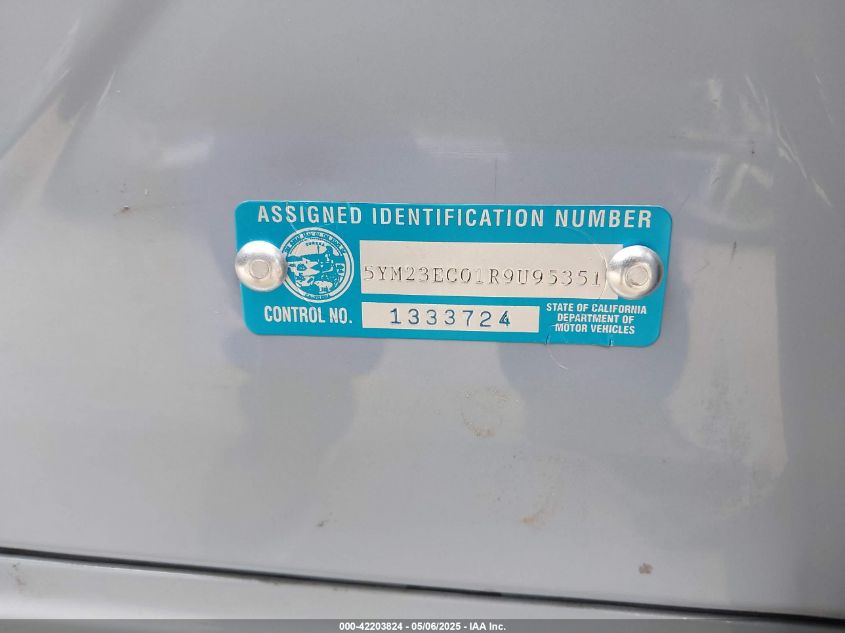 ASSIGNED IDENTIFICATION NUMBER
5YM23EC01R9U95351
CONTROL NO. 1333724
STATE OF CALIFORNIA
DEPARTMENT OF
MOTOR VEHICLES
000-42203824 - 05/06/2025 - IAA Inc.